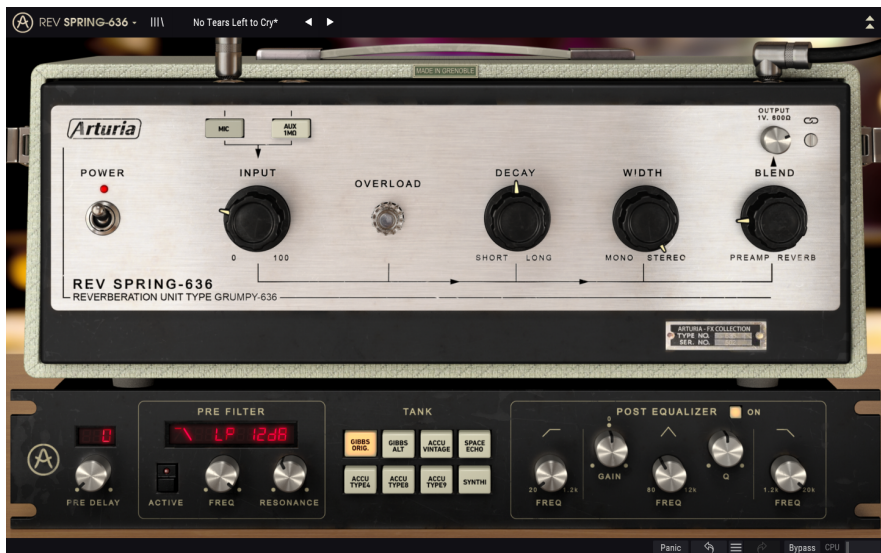 REV SPRING-636
No Tears Left to Cry*
MADE IN GRENOBLE
Arturia
MIC
AUX
1MΩ
OUTPUT
1V. 600Ω
POWER
INPUT
OVERLOAD
DECAY
WIDTH
BLEND
0 100
SHORT LONG
MONO STEREO
PREAMP REVERB
REV SPRING-636
REVERBERATION UNIT TYPE GRUMPY-636
ARTURIA - FX COLLECTION
TYPE NO.
SER. NO.
PRE FILTER
TANK
POST EQUALIZER
ON
0
LP 12dB
GIBBS
ORIG.
GIBBS
ALT
ACCU
VINTAGE
SPACE
ECHO
ACCU
TYPE4
ACCU
TYPE8
ACCU
TYPE9
SYNTHI
PRE DELAY
ACTIVE
FREQ
RESONANCE
20 1.2k
FREQ
0
GAIN
80 12k
FREQ
Q
1.2k 20k
FREQ
Panic
Bypass
CPU